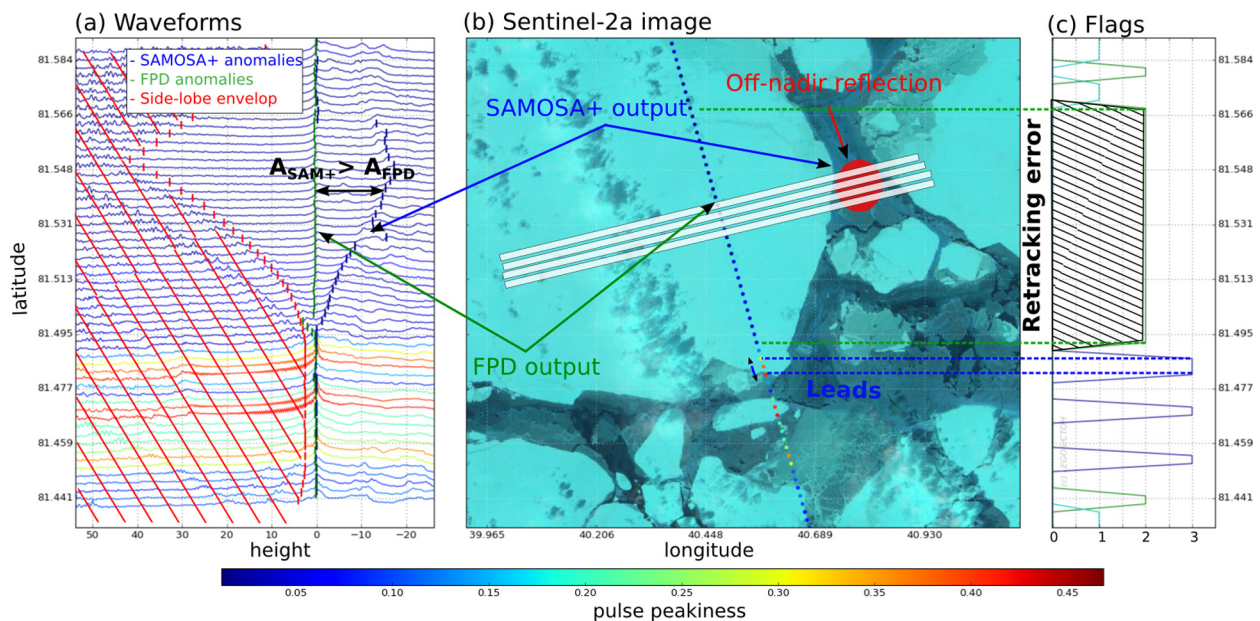 (a) Waveforms
(b) Sentinel-2a image
(c) Flags
- SAMOSA+ anomalies
- FPD anomalies
- Side-lobe envelop
A_SAM+ > A_FPD
latitude
81.584
81.566
81.548
81.531
81.513
81.495
81.477
81.459
81.441
50 40 30 20 10 0 −10 −20
height
SAMOSA+ output
Off-nadir reflection
FPD output
Leads
39.965 40.206 40.448 40.689 40.930
longitude
Retracking error
81.584
81.566
81.548
81.531
81.513
81.495
81.477
81.459
81.441
0 1 2 3
0.05 0.10 0.15 0.20 0.25 0.30 0.35 0.40 0.45
pulse peakiness